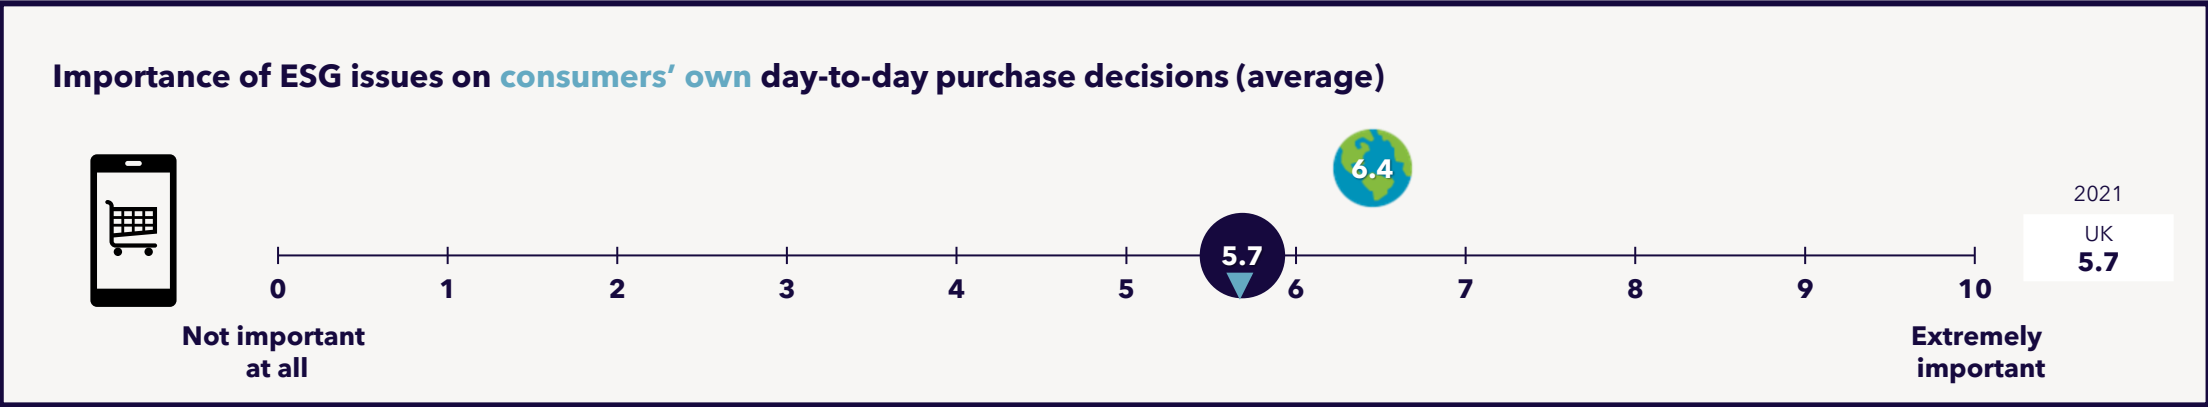 Importance of ESG issues on consumers’ own day-to-day purchase decisions (average)
6.4
2021
UK
5.7
5.7
0 1 2 3 4 5 6 7 8 9 10
Not important
at all
Extremely
important